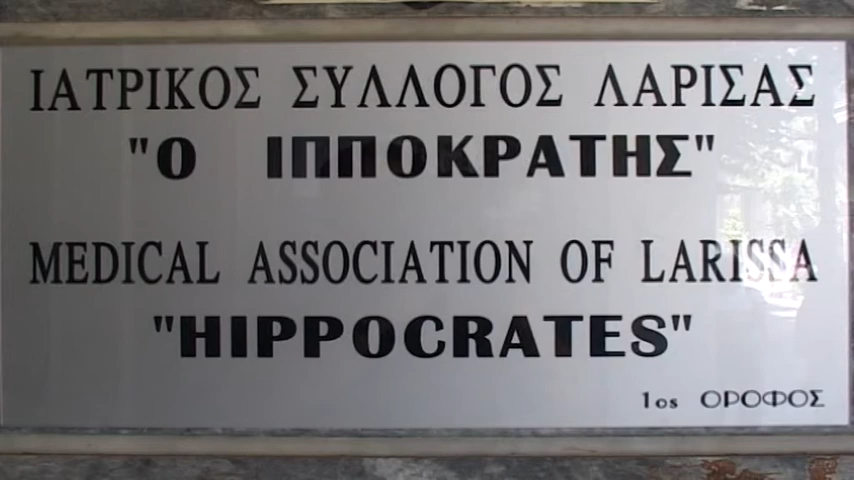 ΙΑΤΡΙΚΟΣ ΣΥΛΛΟΓΟΣ ΛΑΡΙΣΑΣ
"Ο ΙΠΠΟΚΡΑΤΗΣ"
MEDICAL ASSOCIATION OF LARISSA
"HIPPOCRATES"
1os ΟΡΟΦΟΣ